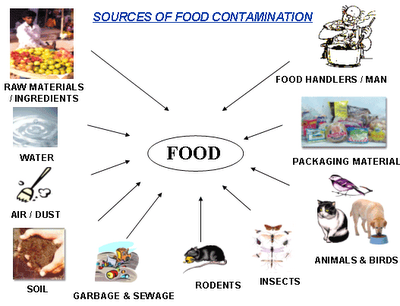 SOURCES OF FOOD CONTAMINATION
RAW MATERIALS
/ INGREDIENTS
FOOD HANDLERS / MAN
WATER
FOOD
PACKAGING MATERIAL
AIR / DUST
ANIMALS & BIRDS
SOIL
GARBAGE & SEWAGE
RODENTS
INSECTS